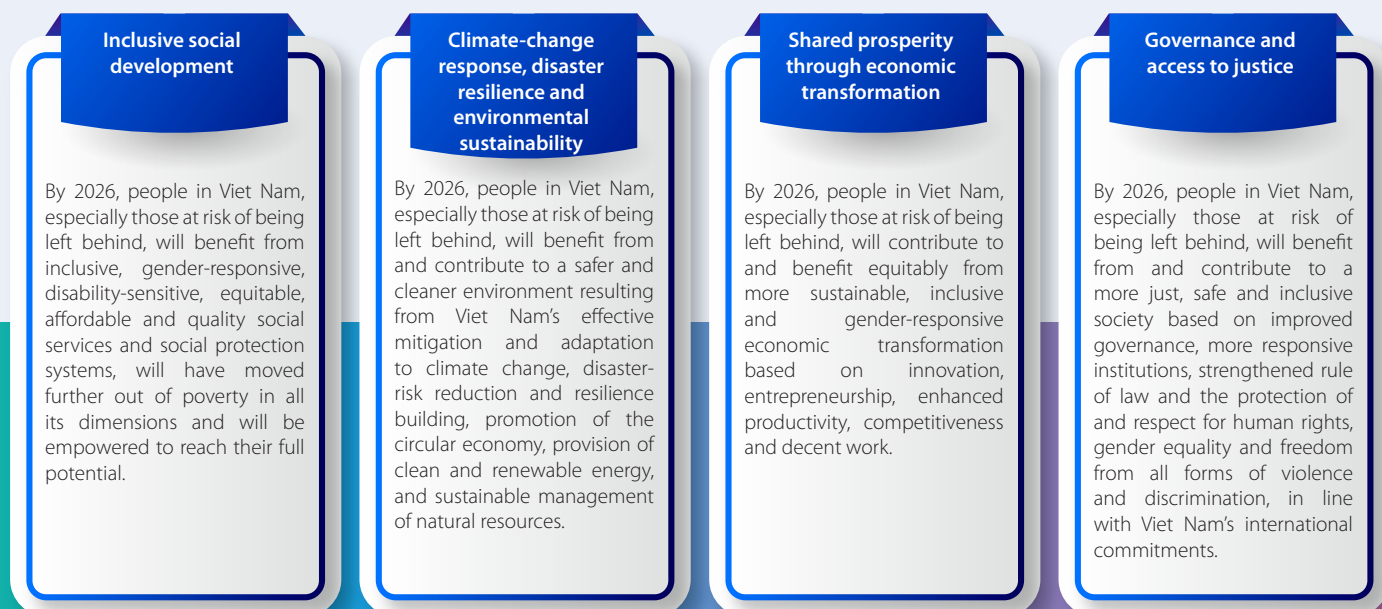 Inclusive social
development
By 2026, people in Viet Nam,
especially those at risk of being
left behind, will benefit from
inclusive, gender-responsive,
disability-sensitive, equitable,
affordable and quality social
services and social protection
systems, will have moved
further out of poverty in all
its dimensions and will be
empowered to reach their full
potential.
Climate-change
response, disaster
resilience and
environmental
sustainability
By 2026, people in Viet Nam,
especially those at risk of being
left behind, will benefit from
and contribute to a safer and
cleaner environment resulting
from Viet Nam’s effective
mitigation and adaptation
to climate change, disaster-
risk reduction and resilience
building, promotion of the
circular economy, provision of
clean and renewable energy,
and sustainable management
of natural resources.
Shared prosperity
through economic
transformation
By 2026, people in Viet Nam,
especially those at risk of being
left behind, will contribute to
and benefit equitably from
more sustainable, inclusive
and gender-responsive
economic transformation
based on innovation,
entrepreneurship, enhanced
productivity, competitiveness
and decent work.
Governance and
access to justice
By 2026, people in Viet Nam,
especially those at risk of
being left behind, will benefit
from and contribute to a
more just, safe and inclusive
society based on improved
governance, more responsive
institutions, strengthened rule
of law and the protection of
and respect for human rights,
gender equality and freedom
from all forms of violence
and discrimination, in line
with Viet Nam’s international
commitments.